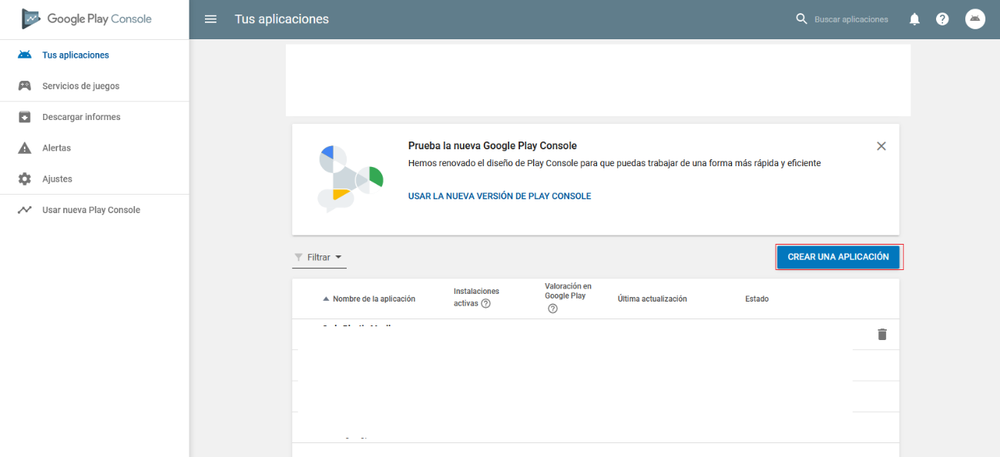 Google Play Console
Tus aplicaciones
Buscar aplicaciones
Tus aplicaciones
Servicios de juegos
Descargar informes
Alertas
Ajustes
Usar nueva Play Console
Prueba la nueva Google Play Console
Hemos renovado el diseño de Play Console para que puedas trabajar de una forma más rápida y eficiente
USAR LA NUEVA VERSIÓN DE PLAY CONSOLE
Filtrar
CREAR UNA APLICACIÓN
Nombre de la aplicación
Instalaciones
activas
Valoración en
Google Play
Última actualización
Estado